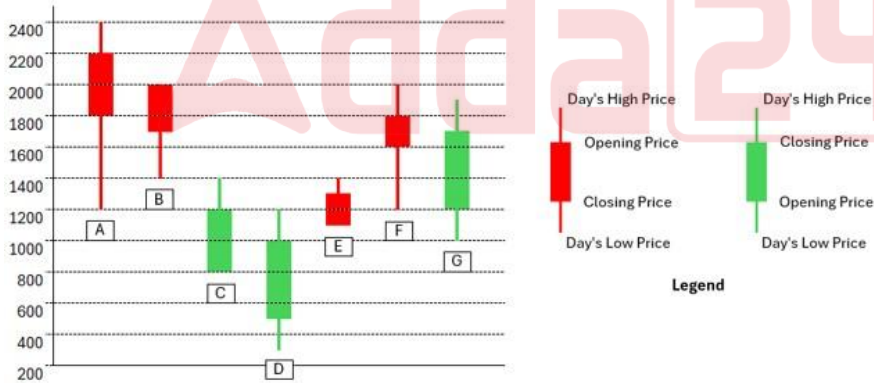 Adda24
2400
2200
2000
1800
1600
1400
1200
1000
800
600
400
200
A
B
C
D
E
F
G
Day's High Price
Opening Price
Closing Price
Day's Low Price
Day's High Price
Closing Price
Opening Price
Day's Low Price
Legend